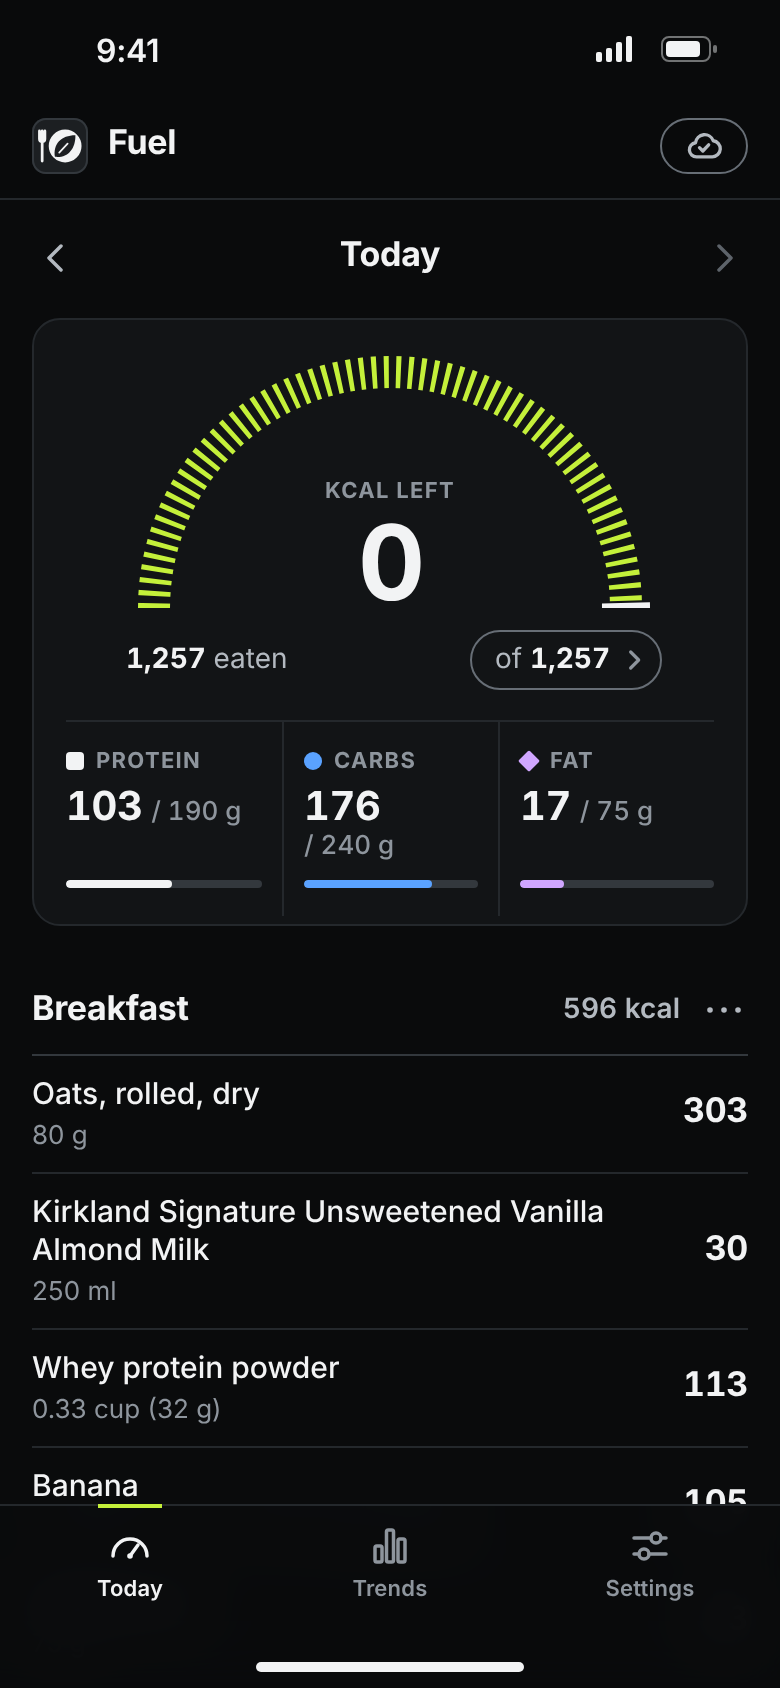 9:41
Fuel
Today
KCAL LEFT
0
1,257 eaten
of 1,257
PROTEIN
103 / 190 g
CARBS
176
/ 240 g
FAT
17 / 75 g
Breakfast
596 kcal
Oats, rolled, dry
80 g
303
Kirkland Signature Unsweetened Vanilla
Almond Milk
250 ml
30
Whey protein powder
0.33 cup (32 g)
113
Banana
105
Today
Trends
Settings